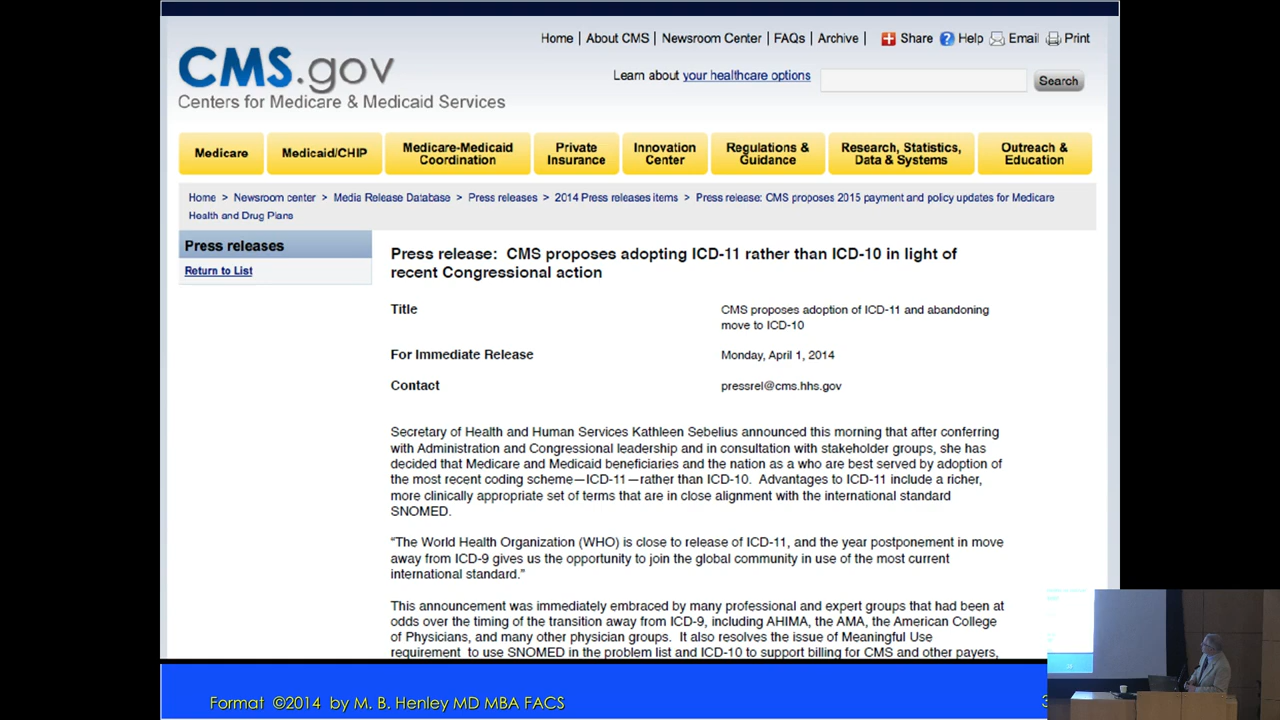 Home | About CMS | Newsroom Center | FAQs | Archive | Share Help Email Print
CMS.gov
Centers for Medicare & Medicaid Services
Learn about your healthcare options
Search
Medicare
Medicaid/CHIP
Medicare-Medicaid
Coordination
Private
Insurance
Innovation
Center
Regulations &
Guidance
Research, Statistics,
Data & Systems
Outreach &
Education
Home > Newsroom center > Media Release Database > Press releases > 2014 Press releases items > Press release: CMS proposes 2015 payment and policy updates for Medicare
Health and Drug Plans
Press releases
Return to List
Press release: CMS proposes adopting ICD-11 rather than ICD-10 in light of
recent Congressional action
Title
CMS proposes adoption of ICD-11 and abandoning
move to ICD-10
For Immediate Release
Monday, April 1, 2014
Contact
pressrel@cms.hhs.gov
Secretary of Health and Human Services Kathleen Sebelius announced this morning that after conferring
with Administration and Congressional leadership and in consultation with stakeholder groups, she has
decided that Medicare and Medicaid beneficiaries and the nation as a who are best served by adoption of
the most recent coding scheme—ICD-11—rather than ICD-10. Advantages to ICD-11 include a richer,
more clinically appropriate set of terms that are in close alignment with the international standard
SNOMED.
“The World Health Organization (WHO) is close to release of ICD-11, and the year postponement in move
away from ICD-9 gives us the opportunity to join the global community in use of the most current
international standard.”
This announcement was immediately embraced by many professional and expert groups that had been at
odds over the timing of the transition away from ICD-9, including AHIMA, the AMA, the American College
of Physicians, and many other physician groups. It also resolves the issue of Meaningful Use
requirement to use SNOMED in the problem list and ICD-10 to support billing for CMS and other payers,
Format ©2014 by M. B. Henley MD MBA FACS